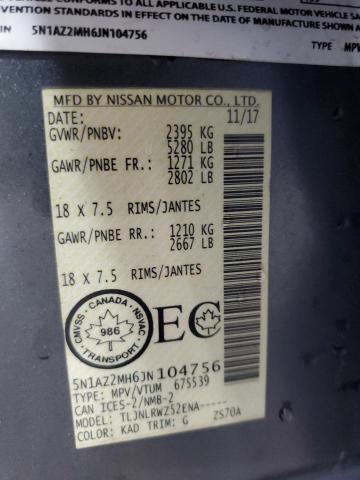 VEHICLE CONFORMS TO ALL APPLICABLE U.S. FEDERAL MOTOR VEHICLE SA
VENTION STANDARDS IN EFFECT ON THE DATE OF MANUFACTURE SHOWN AB
IN 5N1AZ2MH6JN104756 TYPE: MPV
MFD BY NISSAN MOTOR CO., LTD.
DATE: 11/17
GVWR/PNBV: 2395 KG
5280 LB
GAWR/PNBE FR.: 1271 KG
2802 LB
18 X 7.5 RIMS/JANTES
GAWR/PNBE RR.: 1210 KG
2667 LB
18 X 7.5 RIMS/JANTES
CANADA
CMVSS NSVAC
986
TRANSPORT
EC
5N1AZ2MH6JN104756
TYPE: MPV/VTUM 675539
CAN ICES-2/NMB-2
MODEL: TLJNLRWZ52ENA-----
COLOR: KAD TRIM: G ZS70A